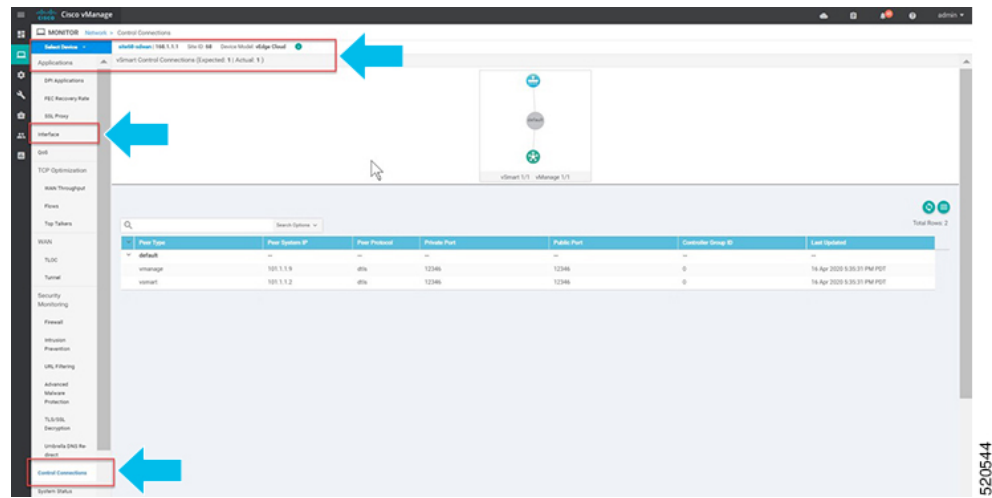 Cisco vManage
admin
MONITOR Network > Control Connections
Select Device
168.1.1.1 Site ID: 68 Device Model: vEdge Cloud
vSmart Control Connections (Expected: 1 | Actual: 1 )
Applications
DPI Applications
FEC Recovery Rate
SSL Proxy
Interface
QoS
TCP Optimization
WAN Throughput
Flows
Top Talkers
WAN
TLOC
Tunnel
Security
Monitoring
Firewall
Intrusion
Prevention
URL Filtering
Advanced
Malware
Protection
TLS/SSL
Decryption
Umbrella DNS Re-
direct
Control Connections
System Status
default
vSmart 1/1 vManage 1/1
Search Options
Total Rows: 2
Peer Type Peer System IP Peer Protocol Private Port Public Port Controller Group ID Last Updated
default -- -- -- -- -- --
vmanage 101.1.1.9 dtls 12346 12346 0 16 Apr 2020 5:35:31 PM PDT
vsmart 101.1.1.2 dtls 12346 12346 0 16 Apr 2020 5:35:31 PM PDT
520544